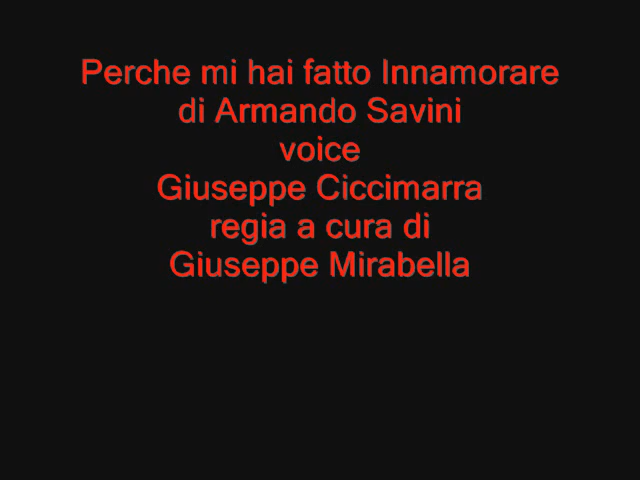 Perche mi hai fatto Innamorare
di Armando Savini
voice
Giuseppe Ciccimarra
regia a cura di
Giuseppe Mirabella